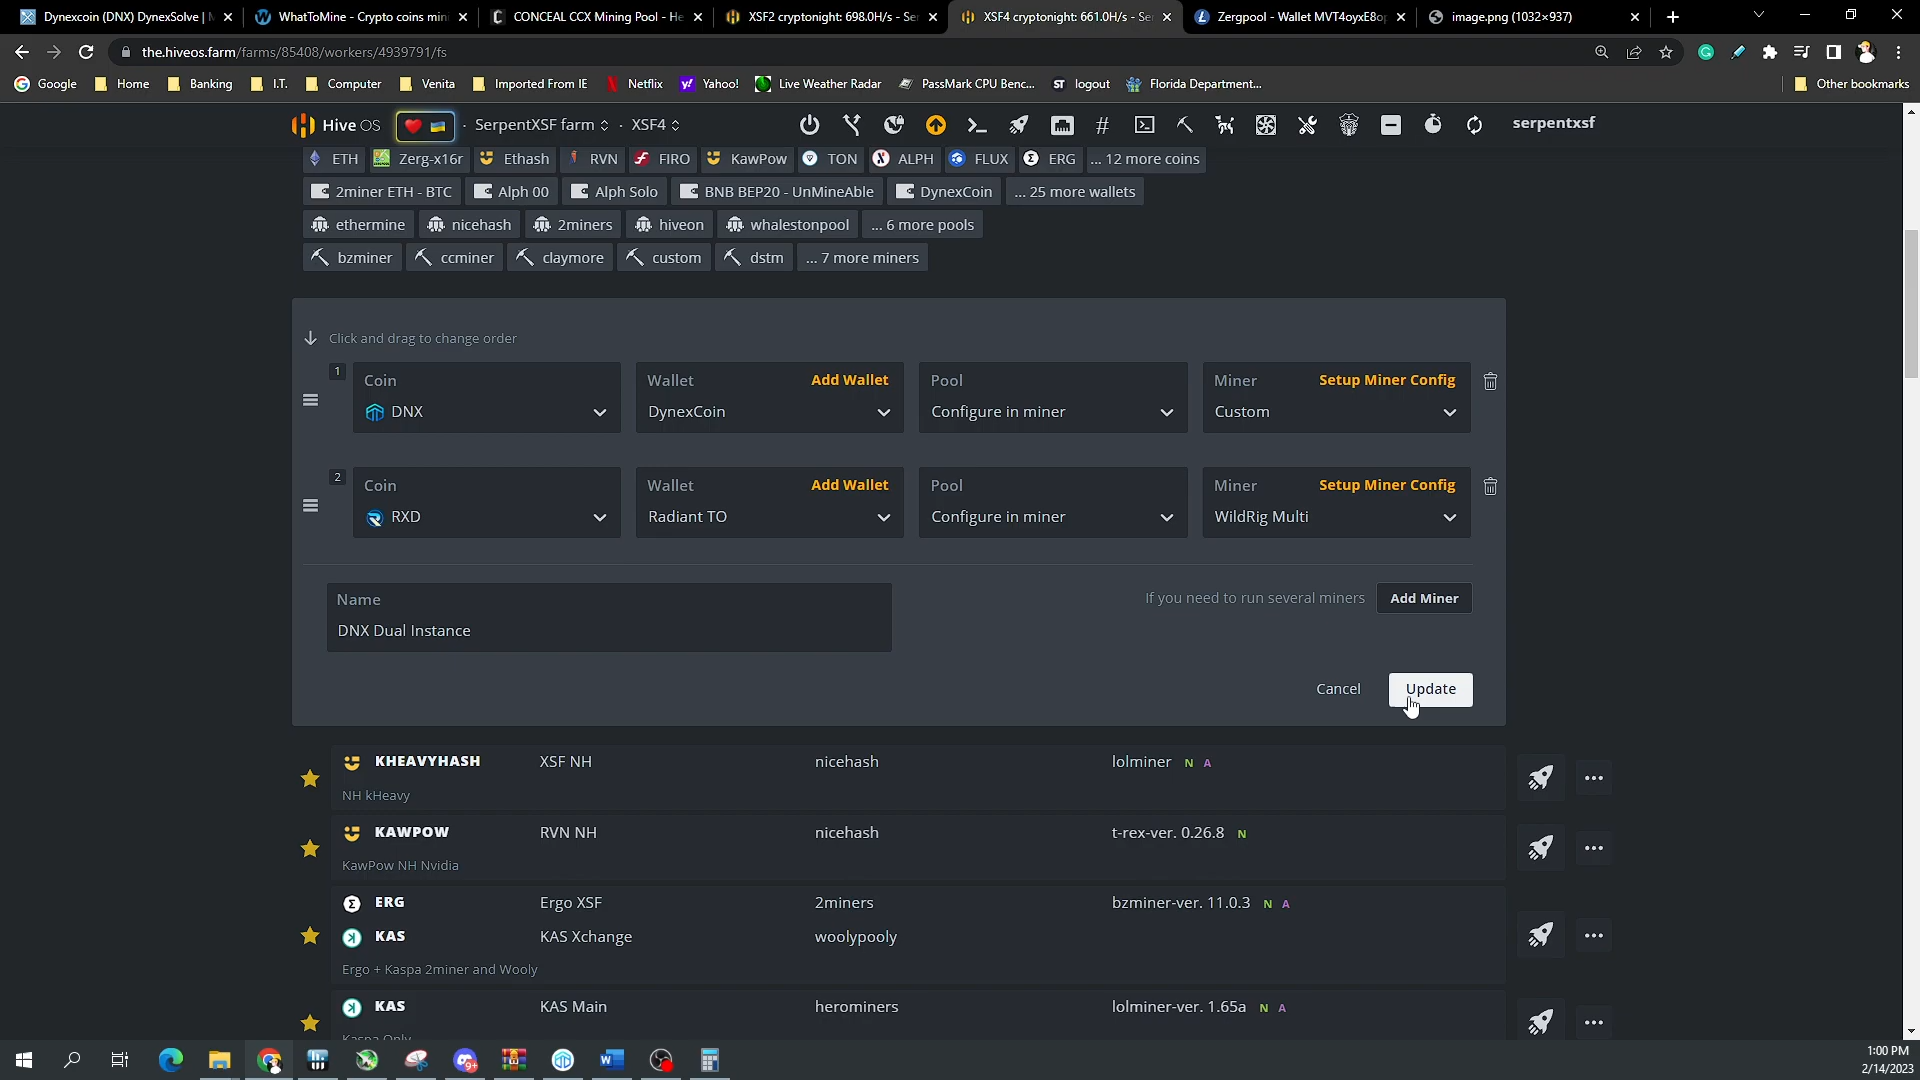 Dynexcoin (DNX) DynexSolve |
WhatToMine - Crypto coins min
CONCEAL CCX Mining Pool - He
XSF2 cryptonight: 698.0H/s - Se
XSF4 cryptonight: 661.0H/s - Se
Zergpool - Wallet MVT4oyxE8o
image.png (1032×937)
the.hiveos.farm/farms/85408/workers/4939791/fs
Google Home Banking I.T. Computer Venita Imported From IE Netflix Yahoo! Live Weather Radar PassMark CPU Benc... logout Florida Department... Other bookmarks
Hive OS · SerpentXSF farm · XSF4 serpentxsf
ETH Zerg-x16r Ethash RVN FIRO KawPow TON ALPH FLUX ERG ... 12 more coins
2miner ETH - BTC Alph 00 Alph Solo BNB BEP20 - UnMineAble DynexCoin ... 25 more wallets
ethermine nicehash 2miners hiveon whalestonpool ... 6 more pools
bzminer ccminer claymore custom dstm ... 7 more miners
Click and drag to change order
1 Coin Wallet Add Wallet Pool Miner Setup Miner Config
DNX DynexCoin Configure in miner Custom
2 Coin Wallet Add Wallet Pool Miner Setup Miner Config
RXD Radiant TO Configure in miner WildRig Multi
Name If you need to run several miners Add Miner
DNX Dual Instance
Cancel Update
KHEAVYHASH XSF NH nicehash lolminer N A
NH kHeavy
KAWPOW RVN NH nicehash t-rex-ver. 0.26.8 N
KawPow NH Nvidia
ERG Ergo XSF 2miners bzminer-ver. 11.0.3 N A
KAS KAS Xchange woolypooly
Ergo + Kaspa 2miner and Wooly
KAS KAS Main herominers lolminer-ver. 1.65a N A
Kaspa Only
1:00 PM
2/14/2023